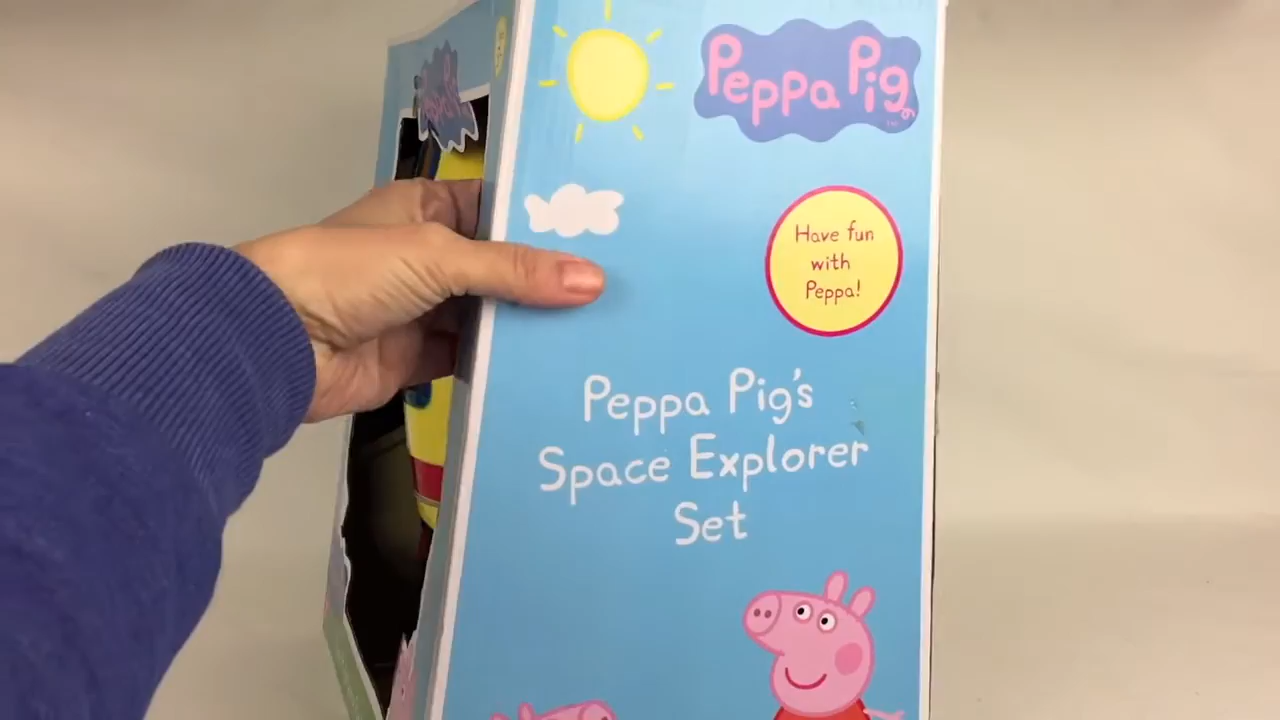 Peppa Pig
Have fun
with
Peppa!
Peppa Pig's
Space Explorer
Set